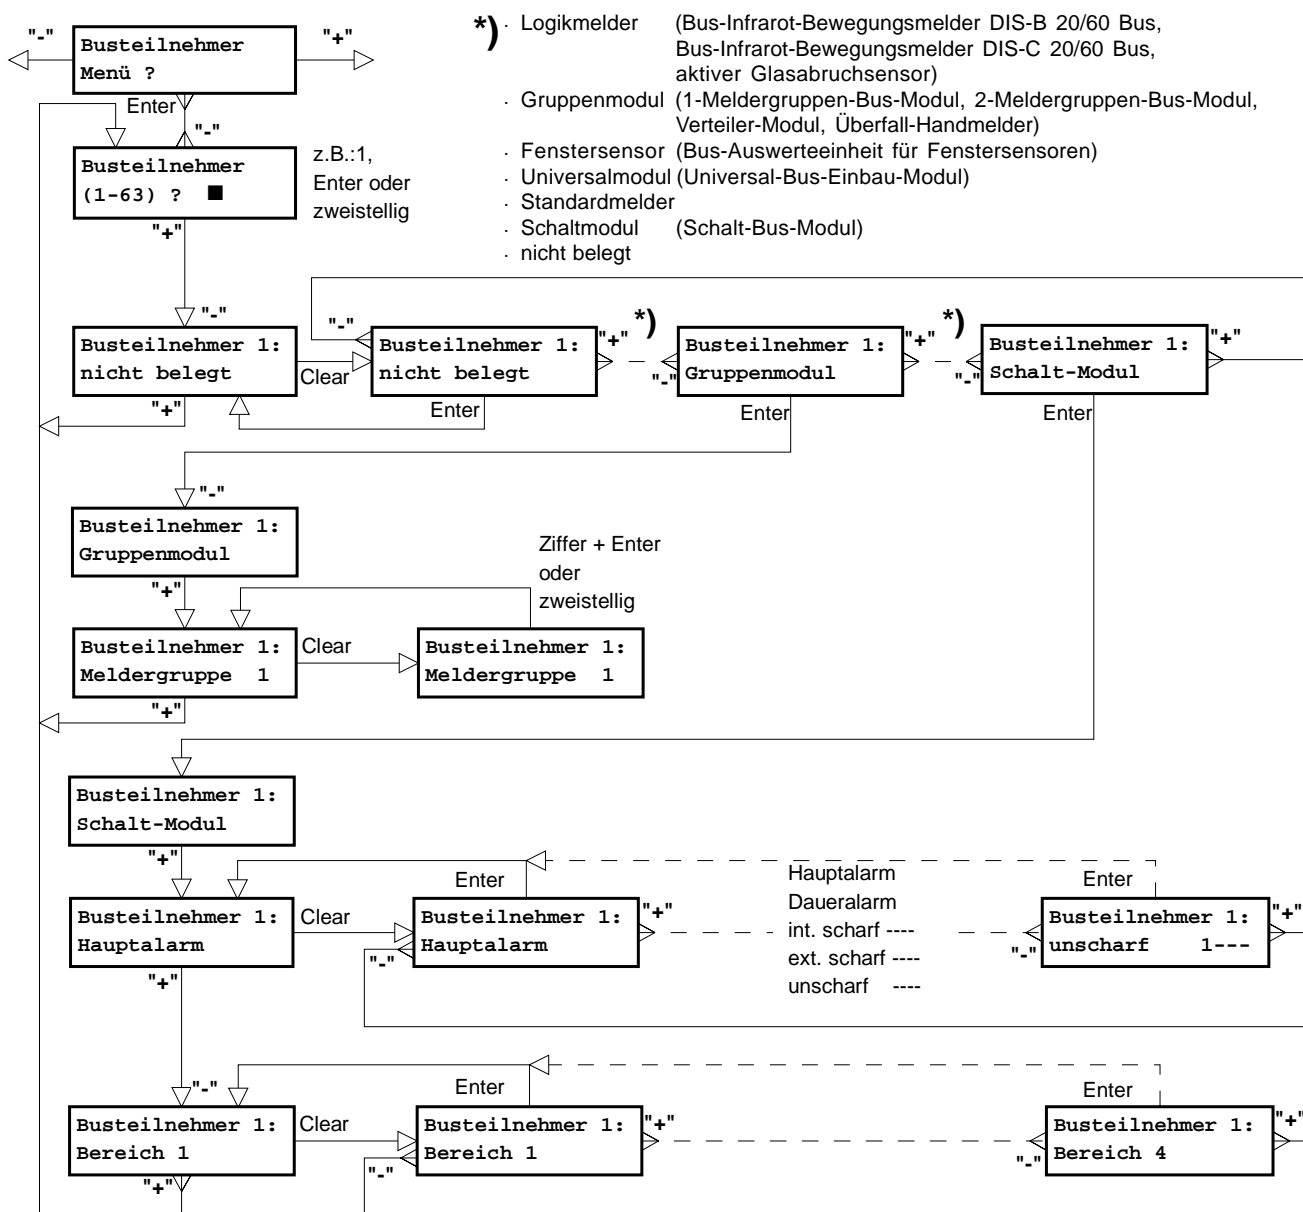 "-"
Busteilnehmer
Menü ?
"+"
*)
· Logikmelder (Bus-Infrarot-Bewegungsmelder DIS-B 20/60 Bus,
Bus-Infrarot-Bewegungsmelder DIS-C 20/60 Bus,
aktiver Glasabruchsensor)
· Gruppenmodul (1-Meldergruppen-Bus-Modul, 2-Meldergruppen-Bus-Modul,
Verteiler-Modul, Überfall-Handmelder)
· Fenstersensor (Bus-Auswerteeinheit für Fenstersensoren)
· Universalmodul (Universal-Bus-Einbau-Modul)
· Standardmelder
· Schaltmodul (Schalt-Bus-Modul)
· nicht belegt
Enter
"-"
Busteilnehmer
(1-63) ? ■
z.B.:1,
Enter oder
zweistellig
"+"
"-"
Busteilnehmer 1:
nicht belegt
Clear
"-"
Busteilnehmer 1:
nicht belegt
"+"
*)
"-"
Busteilnehmer 1:
Gruppenmodul
"+"
*)
"-"
Busteilnehmer 1:
Schalt-Modul
"+"
"+"
Enter
Enter
Enter
"-"
Busteilnehmer 1:
Gruppenmodul
"+"
Ziffer + Enter
oder
zweistellig
Busteilnehmer 1:
Meldergruppe 1
Clear
Busteilnehmer 1:
Meldergruppe 1
"+"
Busteilnehmer 1:
Schalt-Modul
"+"
Enter
Hauptalarm
Daueralarm
int. scharf ----
ext. scharf ----
unscharf ----
Enter
Busteilnehmer 1:
Hauptalarm
Clear
"-"
Busteilnehmer 1:
Hauptalarm
"+"
"-"
Busteilnehmer 1:
unscharf 1---
"+"
"+"
"-"
Enter
Enter
Busteilnehmer 1:
Bereich 1
Clear
"-"
Busteilnehmer 1:
Bereich 1
"+"
"-"
Busteilnehmer 1:
Bereich 4
"+"
"+"